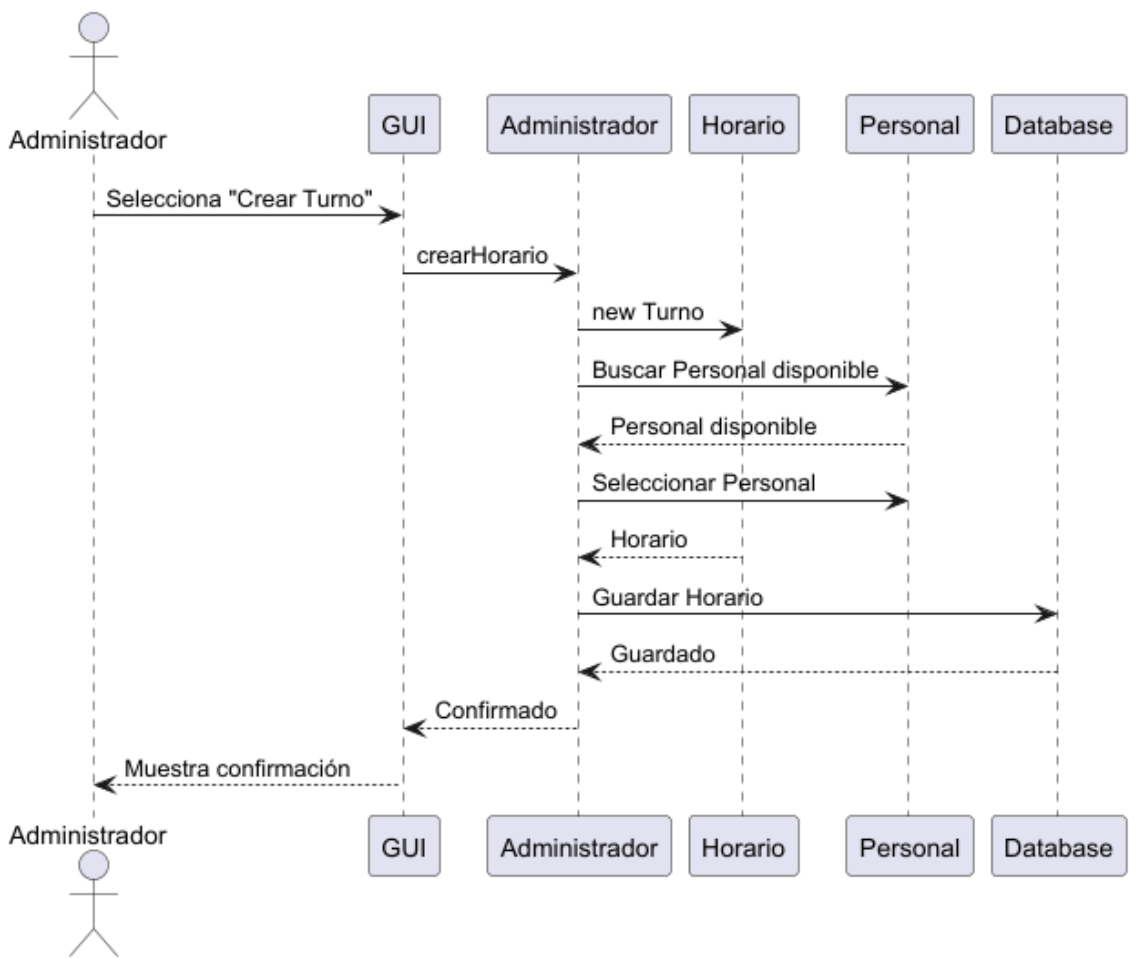 Administrador
GUI
Administrador
Horario
Personal
Database
Selecciona "Crear Turno"
crearHorario
new Turno
Buscar Personal disponible
Personal disponible
Seleccionar Personal
Horario
Guardar Horario
Guardado
Confirmado
Muestra confirmación
Administrador
GUI
Administrador
Horario
Personal
Database